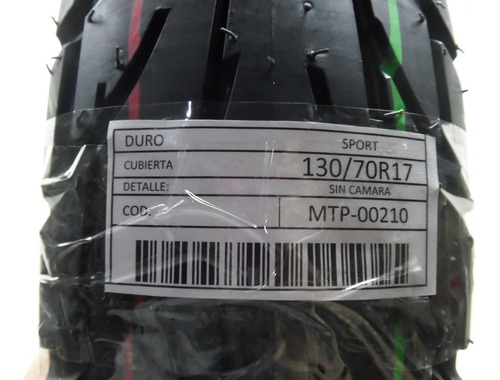 DURO SPORT
CUBIERTA 130/70R17
DETALLE: SIN CAMARA
COD. MTP-00210